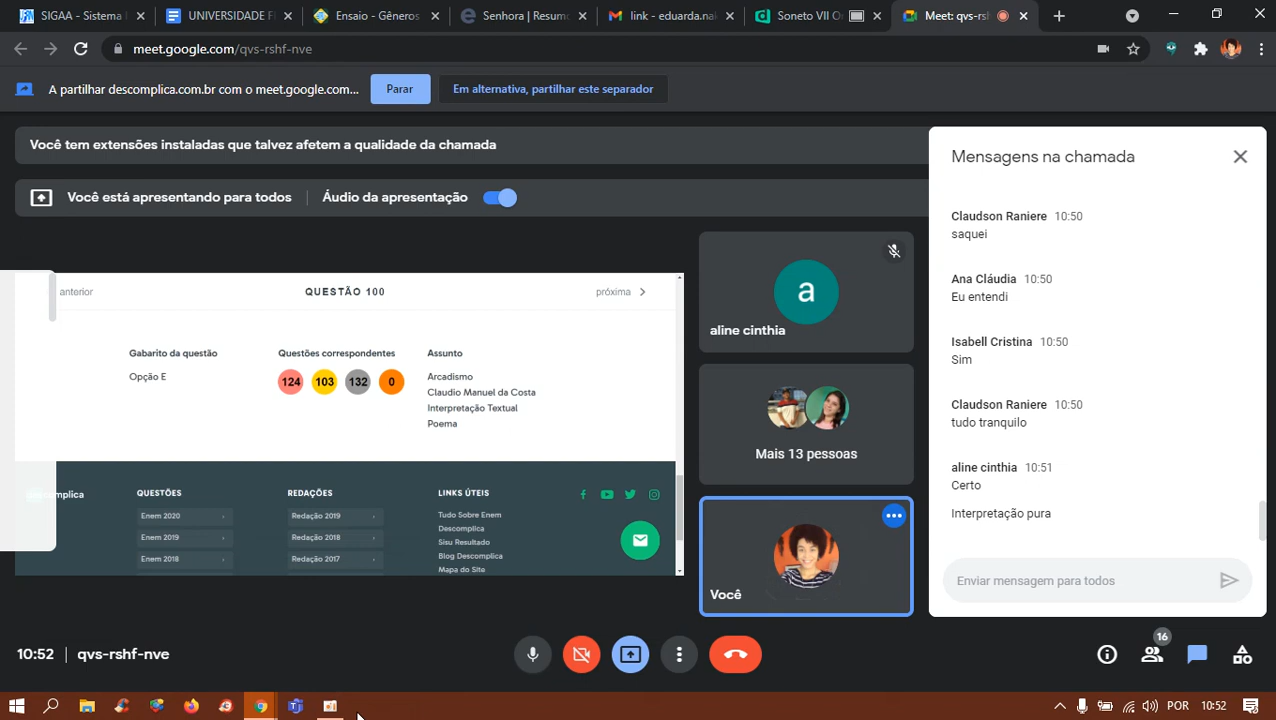 SIGAA - Sistema I
UNIVERSIDADE F
Ensaio - Gêneros
Senhora | Resumo
link - eduarda.nak
Soneto VII O
Meet: qvs-rsh
meet.google.com/qvs-rshf-nve
A partilhar descomplica.com.br com o meet.google.com...
Parar
Em alternativa, partilhar este separador
Você tem extensões instaladas que talvez afetem a qualidade da chamada
Você está apresentando para todos
Áudio da apresentação
anterior
QUESTÃO 100
próxima
Gabarito da questão
Questões correspondentes
Assunto
Opção E
124
103
132
0
Arcadismo
Claudio Manuel da Costa
Interpretação Textual
Poema
descomplica
QUESTÕES
REDAÇÕES
LINKS ÚTEIS
Enem 2020
Enem 2019
Enem 2018
Redação 2019
Redação 2018
Redação 2017
Tudo Sobre Enem
Descomplica
Sisu Resultado
Blog Descomplica
Mapa do Site
a
aline cinthia
Mais 13 pessoas
Você
Mensagens na chamada
Claudson Raniere 10:50
saquei
Ana Cláudia 10:50
Eu entendi
Isabell Cristina 10:50
Sim
Claudson Raniere 10:50
tudo tranquilo
aline cinthia 10:51
Certo
Interpretação pura
Enviar mensagem para todos
10:52 | qvs-rshf-nve
16
POR
10:52